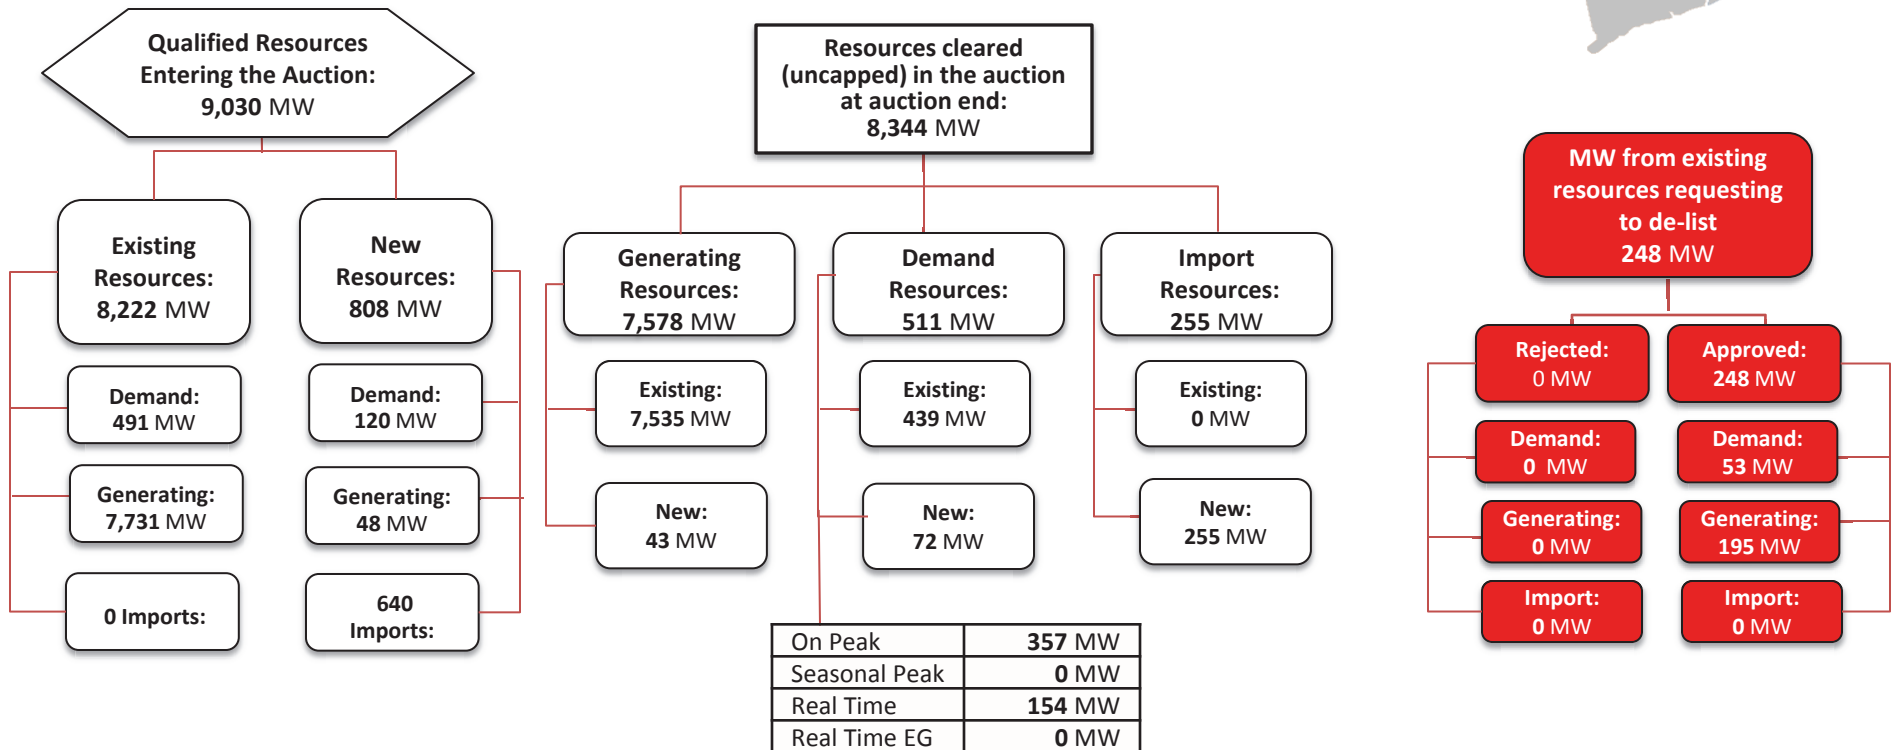 Qualified Resources
Entering the Auction:
9,030 MW
Existing
Resources:
8,222 MW
Demand:
491 MW
Generating:
7,731 MW
0 Imports:
New
Resources:
808 MW
Demand:
120 MW
Generating:
48 MW
640
Imports:
Resources cleared
(uncapped) in the auction
at auction end:
8,344 MW
Generating
Resources:
7,578 MW
Existing:
7,535 MW
New:
43 MW
Demand
Resources:
511 MW
Existing:
439 MW
New:
72 MW
Import
Resources:
255 MW
Existing:
0 MW
New:
255 MW
On Peak 357 MW
Seasonal Peak 0 MW
Real Time 154 MW
Real Time EG 0 MW
MW from existing
resources requesting
to de-list
248 MW
Rejected:
0 MW
Demand:
0 MW
Generating:
0 MW
Import:
0 MW
Approved:
248 MW
Demand:
53 MW
Generating:
195 MW
Import:
0 MW